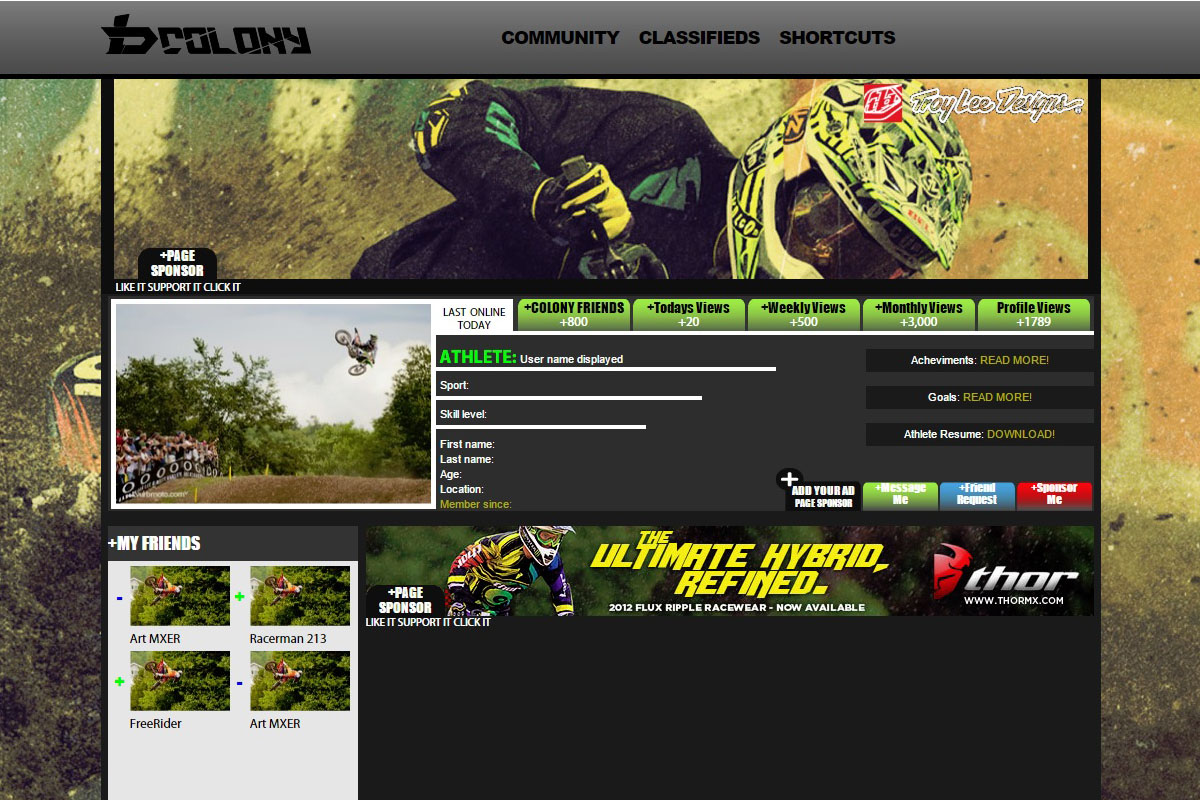 COLONY
COMMUNITY CLASSIFIEDS SHORTCUTS
Troy Lee Designs
+PAGE
SPONSOR
LIKE IT SUPPORT IT CLICK IT
LAST ONLINE
TODAY
+COLONY FRIENDS
+800
+Todays Views
+20
+Weekly Views
+500
+Monthly Views
+3,000
Profile Views
+1789
ATHLETE: User name displayed
Sport:
Skill level:
First name:
Last name:
Age:
Location:
Member since:
Acheviments: READ MORE!
Goals: READ MORE!
Athlete Resume: DOWNLOAD!
+
ADD YOUR AD
PAGE SPONSOR
+Message
Me
+Friend
Request
+Sponsor
Me
+MY FRIENDS
-
Art MXER
+
Racerman 213
+
FreeRider
-
Art MXER
THE
ULTIMATE HYBRID,
REFINED.
2012 FLUX RIPPLE RACEWEAR - NOW AVAILABLE
thor
WWW.THORMX.COM
+PAGE
SPONSOR
LIKE IT SUPPORT IT CLICK IT